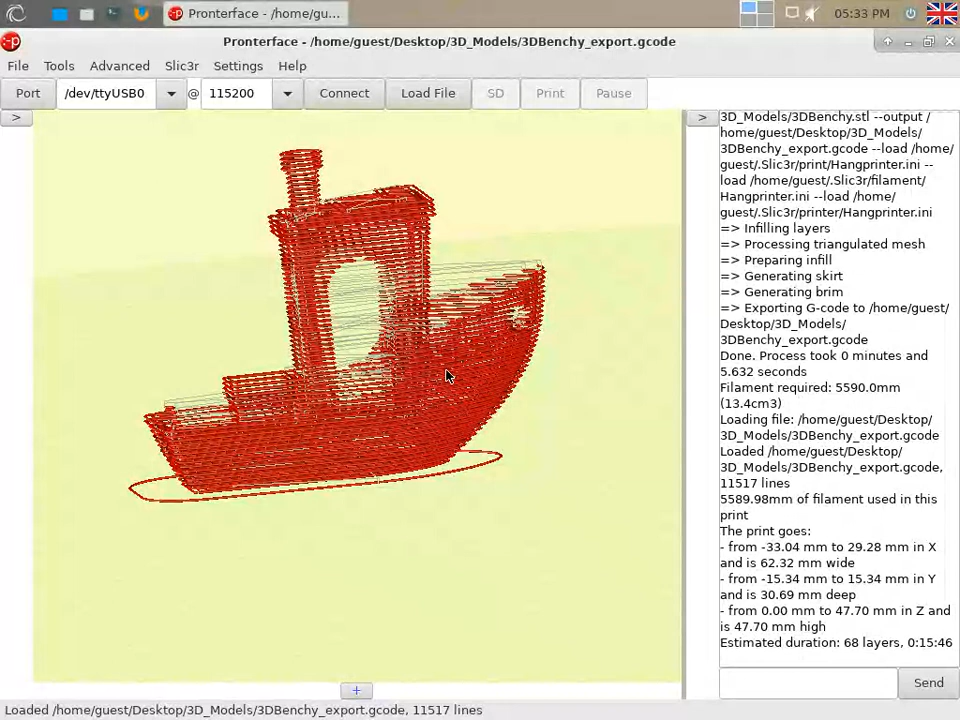 Pronterface - /home/gu...
05:33 PM
Pronterface - /home/guest/Desktop/3D_Models/3DBenchy_export.gcode
File Tools Advanced Slic3r Settings Help
Port /dev/ttyUSB0 @ 115200 Connect Load File SD Print Pause
> >
3D_Models/3DBenchy.stl --output /
home/guest/Desktop/3D_Models/
3DBenchy_export.gcode --load /home/
guest/.Slic3r/print/Hangprinter.ini --
load /home/guest/.Slic3r/filament/
Hangprinter.ini --load /home/
guest/.Slic3r/printer/Hangprinter.ini
=> Infilling layers
=> Processing triangulated mesh
=> Preparing infill
=> Generating skirt
=> Generating brim
=> Exporting G-code to /home/guest/
Desktop/3D_Models/
3DBenchy_export.gcode
Done. Process took 0 minutes and
5.632 seconds
Filament required: 5590.0mm
(13.4cm3)
Loading file: /home/guest/Desktop/
3D_Models/3DBenchy_export.gcode
Loaded /home/guest/Desktop/
3D_Models/3DBenchy_export.gcode,
11517 lines
5589.98mm of filament used in this
print
The print goes:
- from -33.04 mm to 29.28 mm in X
and is 62.32 mm wide
- from -15.34 mm to 15.34 mm in Y
and is 30.69 mm deep
- from 0.00 mm to 47.70 mm in Z and
is 47.70 mm high
Estimated duration: 68 layers, 0:15:46
Send
+
Loaded /home/guest/Desktop/3D_Models/3DBenchy_export.gcode, 11517 lines